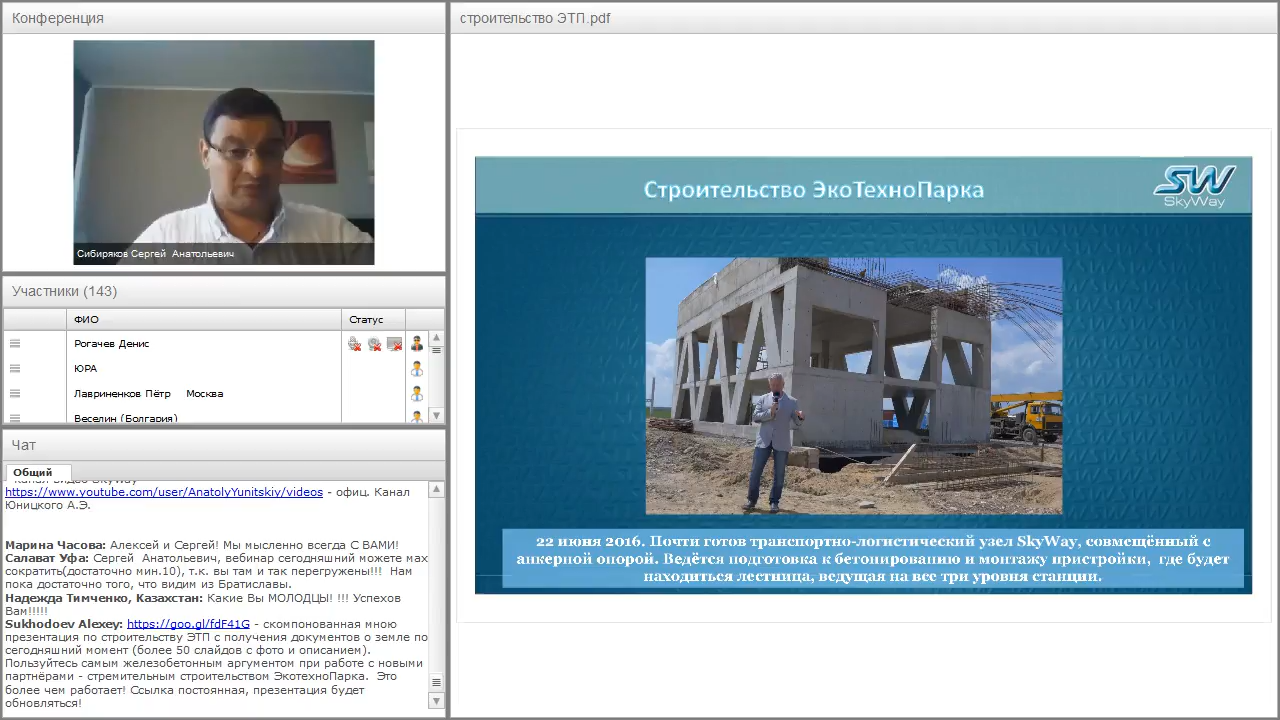 Конференция
Сибиряков Сергей Анатольевич
Участники (143)
ФИО
Статус
Рогачев Денис
ЮРА
Лавриненков Пётр Москва
Веселин (Болгария)
Чат
Общий
Канал видео SkyWay
https://www.youtube.com/user/AnatolyYunitskiy/videos - офиц. Канал
Юницкого А.Э.
Марина Часова: Алексей и Сергей! Мы мысленно всегда С ВАМИ!
Салават Уфа: Сергей Анатольевич, вебинар сегодняшний можете мах
сократить(достаточно мин.10), т.к. вы там и так перегружены!!! Нам
пока достаточно того, что видим из Братиславы.
Надежда Тимченко, Казахстан: Какие Вы МОЛОДЦЫ! !!! Успехов
Вам!!!!!
Sukhodoev Alexey: https://goo.gl/fdF41G - скомпонованная мною
презентация по строительству ЭТП с получения документов о земле по
сегодняшний момент (более 50 слайдов с фото и описанием).
Пользуйтесь самым железобетонным аргументом при работе с новыми
партнёрами - стремительным строительством ЭкотехноПарка. Это
более чем работает! Ссылка постоянная, презентация будет
обновляться!
строительство ЭТП.pdf
Строительство ЭкоТехноПарка
SW
SkyWay
22 июня 2016. Почти готов транспортно-логистический узел SkyWay, совмещённый с
анкерной опорой. Ведётся подготовка к бетонированию и монтажу пристройки, где будет
находиться лестница, ведущая на все три уровня станции.